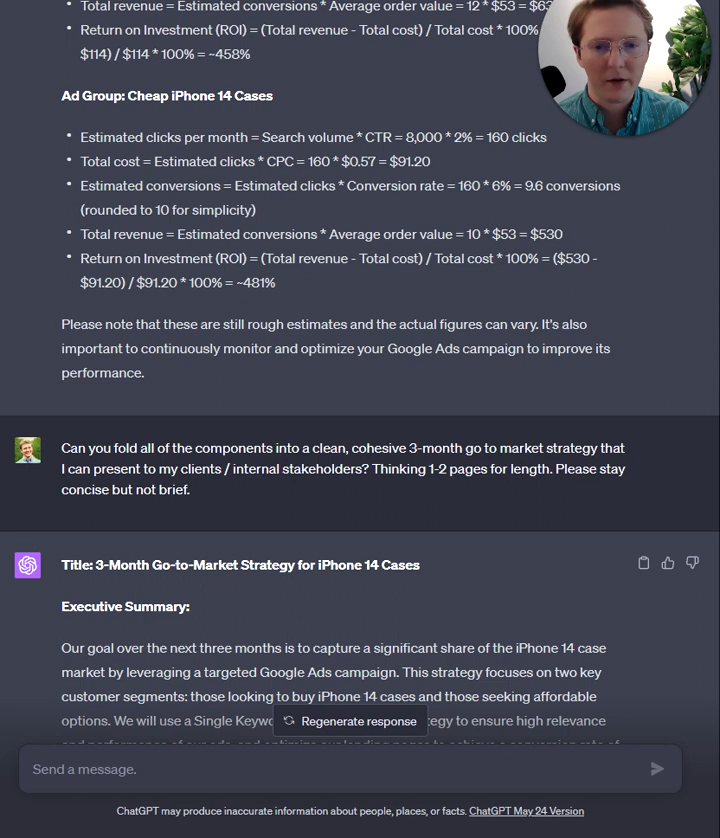 Total revenue = Estimated conversions * Average order value = 12 * $53 = $63
Return on Investment (ROI) = (Total revenue - Total cost) / Total cost * 100%
$114) / $114 * 100% = ~458%
Ad Group: Cheap iPhone 14 Cases
Estimated clicks per month = Search volume * CTR = 8,000 * 2% = 160 clicks
Total cost = Estimated clicks * CPC = 160 * $0.57 = $91.20
Estimated conversions = Estimated clicks * Conversion rate = 160 * 6% = 9.6 conversions
(rounded to 10 for simplicity)
Total revenue = Estimated conversions * Average order value = 10 * $53 = $530
Return on Investment (ROI) = (Total revenue - Total cost) / Total cost * 100% = ($530 -
$91.20) / $91.20 * 100% = ~481%
Please note that these are still rough estimates and the actual figures can vary. It's also
important to continuously monitor and optimize your Google Ads campaign to improve its
performance.
Can you fold all of the components into a clean, cohesive 3-month go to market strategy that
I can present to my clients / internal stakeholders? Thinking 1-2 pages for length. Please stay
concise but not brief.
Title: 3-Month Go-to-Market Strategy for iPhone 14 Cases
Executive Summary:
Our goal over the next three months is to capture a significant share of the iPhone 14 case
market by leveraging a targeted Google Ads campaign. This strategy focuses on two key
customer segments: those looking to buy iPhone 14 cases and those seeking affordable
options. We will use a Single Keywo tegy to ensure high relevance
Regenerate response
Send a message.
ChatGPT may produce inaccurate information about people, places, or facts. ChatGPT May 24 Version